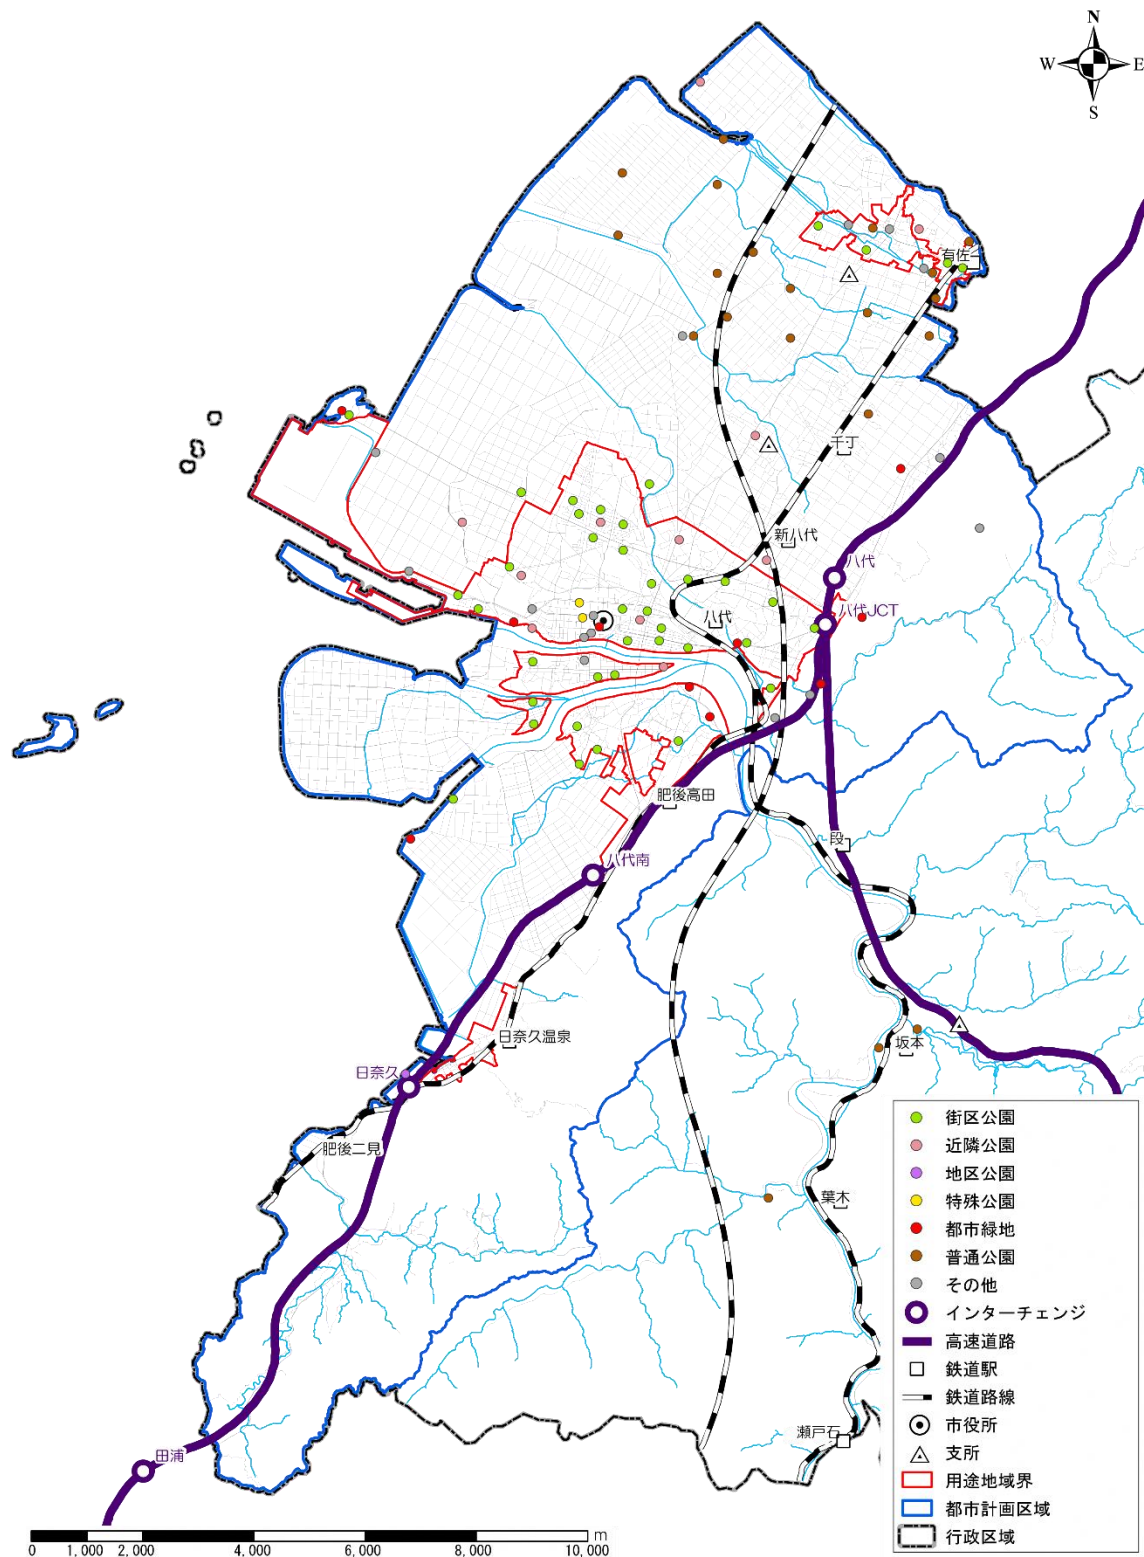 N
W
E
S
有佐
千丁
新八代
八代
八代JCT
八代
肥後高田
段
八代南
日奈久温泉
坂本
日奈久
肥後二見
葉木
瀬戸石
田浦
街区公園
近隣公園
地区公園
特殊公園
都市緑地
普通公園
その他
インターチェンジ
高速道路
鉄道駅
鉄道路線
市役所
支所
用途地域界
都市計画区域
行政区域
0 1,000 2,000 4,000 6,000 8,000 10,000 m